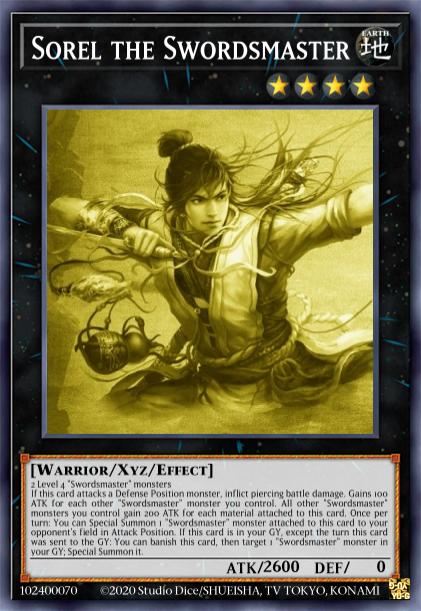 SOREL THE SWORDSMASTER
EARTH
地
[WARRIOR/XYZ/EFFECT]
2 Level 4 "Swordsmaster" monsters
If this card attacks a Defense Position monster, inflict piercing battle damage. Gains 100
ATK for each other "Swordsmaster" monster you control. All other "Swordsmaster"
monsters you control gain 200 ATK for each material attached to this card. Once per
turn: You can Special Summon 1 "Swordsmaster" monster attached to this card to your
opponent's field in Attack Position. If this card is in your GY, except the turn this card
was sent to the GY: You can banish this card, then target 1 "Swordsmaster" monster in
your GY; Special Summon it.
ATK/2600 DEF/ 0
102400070 ©2020 Studio Dice/SHUEISHA, TV TOKYO, KONAMI